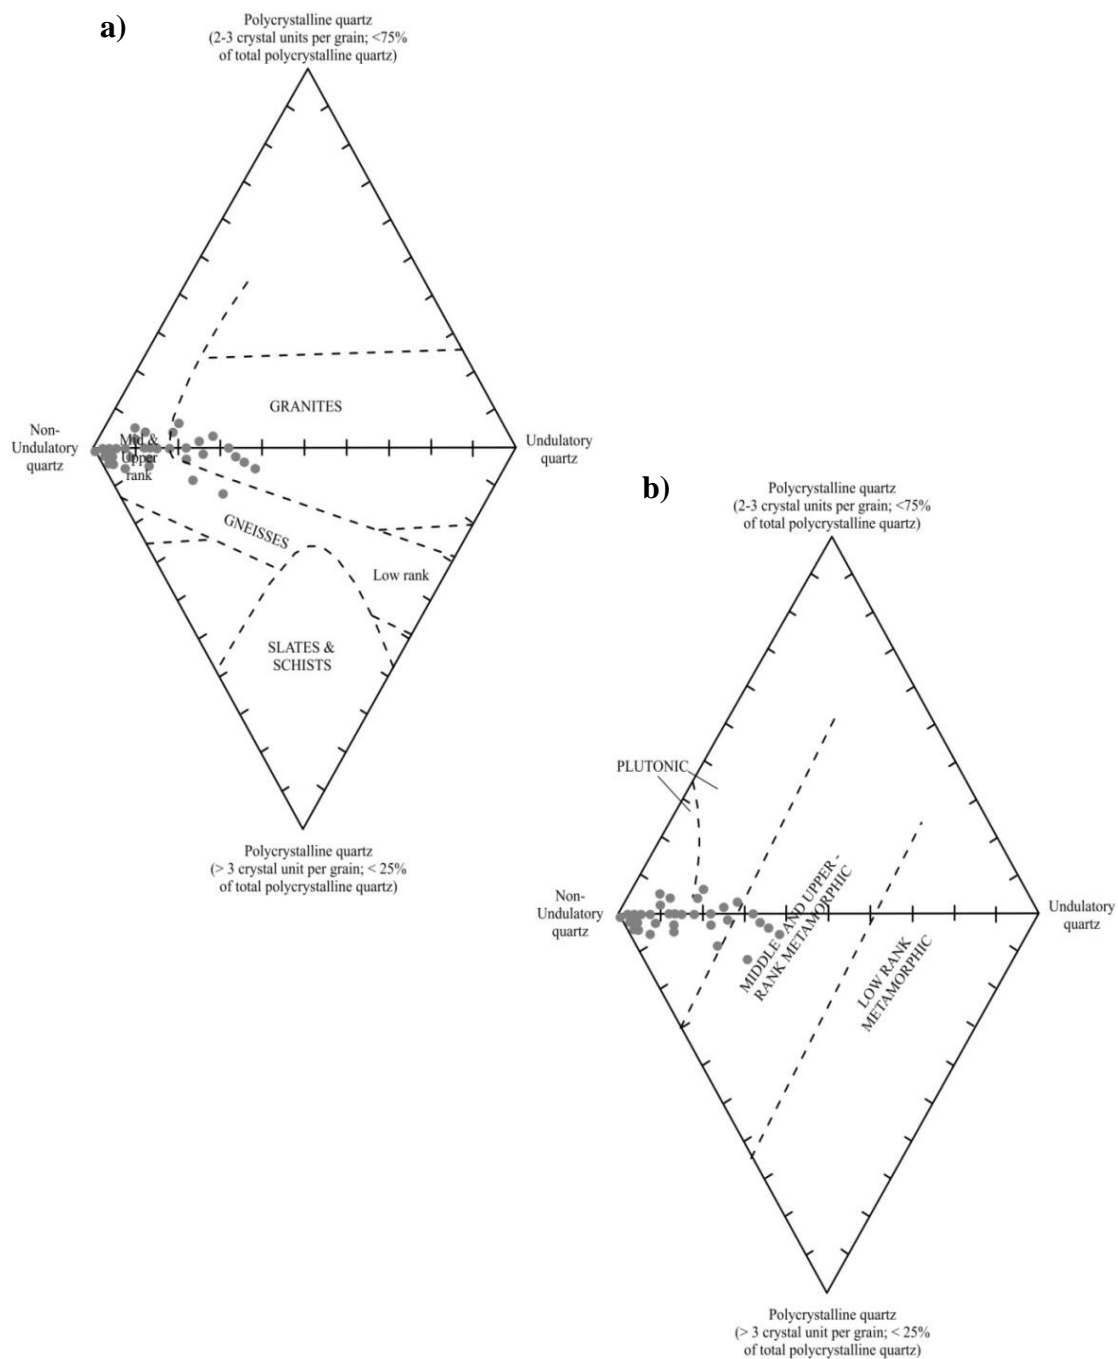 a)
Polycrystalline quartz
(2-3 crystal units per grain; <75%
of total polycrystalline quartz)
GRANITES
Non-
Undulatory
quartz
Mid &
Upper
rank
Undulatory
quartz
GNEISSES
Low rank
SLATES &
SCHISTS
Polycrystalline quartz
(> 3 crystal unit per grain; < 25%
of total polycrystalline quartz)
b)
Polycrystalline quartz
(2-3 crystal units per grain; <75%
of total polycrystalline quartz)
PLUTONIC
Non-
Undulatory
quartz
Undulatory
quartz
MIDDLE AND UPPER -
RANK METAMORPHIC
LOW RANK
METAMORPHIC
Polycrystalline quartz
(> 3 crystal unit per grain; < 25%
of total polycrystalline quartz)